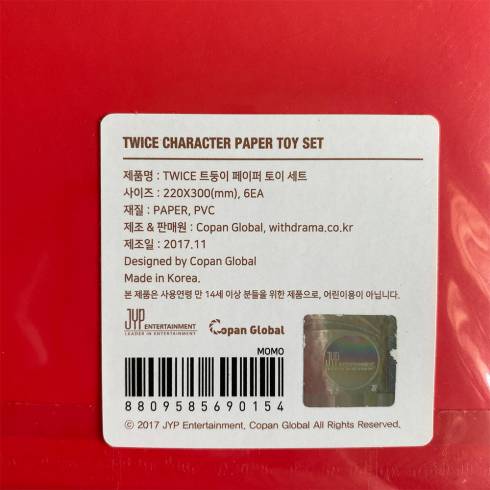 TWICE CHARACTER PAPER TOY SET
제품명 : TWICE 트둥이 페이퍼 토이 세트
사이즈 : 220X300(mm), 6EA
재질 : PAPER, PVC
제조 & 판매원 : Copan Global, withdrama.co.kr
제조일 : 2017.11
Designed by Copan Global
Made in Korea.
본 제품은 사용연령 만 14세 이상 분들을 위한 제품으로, 어린이용이 아닙니다.
JYP ENTERTAINMENT
LEADER IN ENTERTAINMENT
Copan Global
MOMO
8809585690154
JYP
ENTERTAINMENT
ⓒ 2017 JYP Entertainment, Copan Global All Rights Reserved.